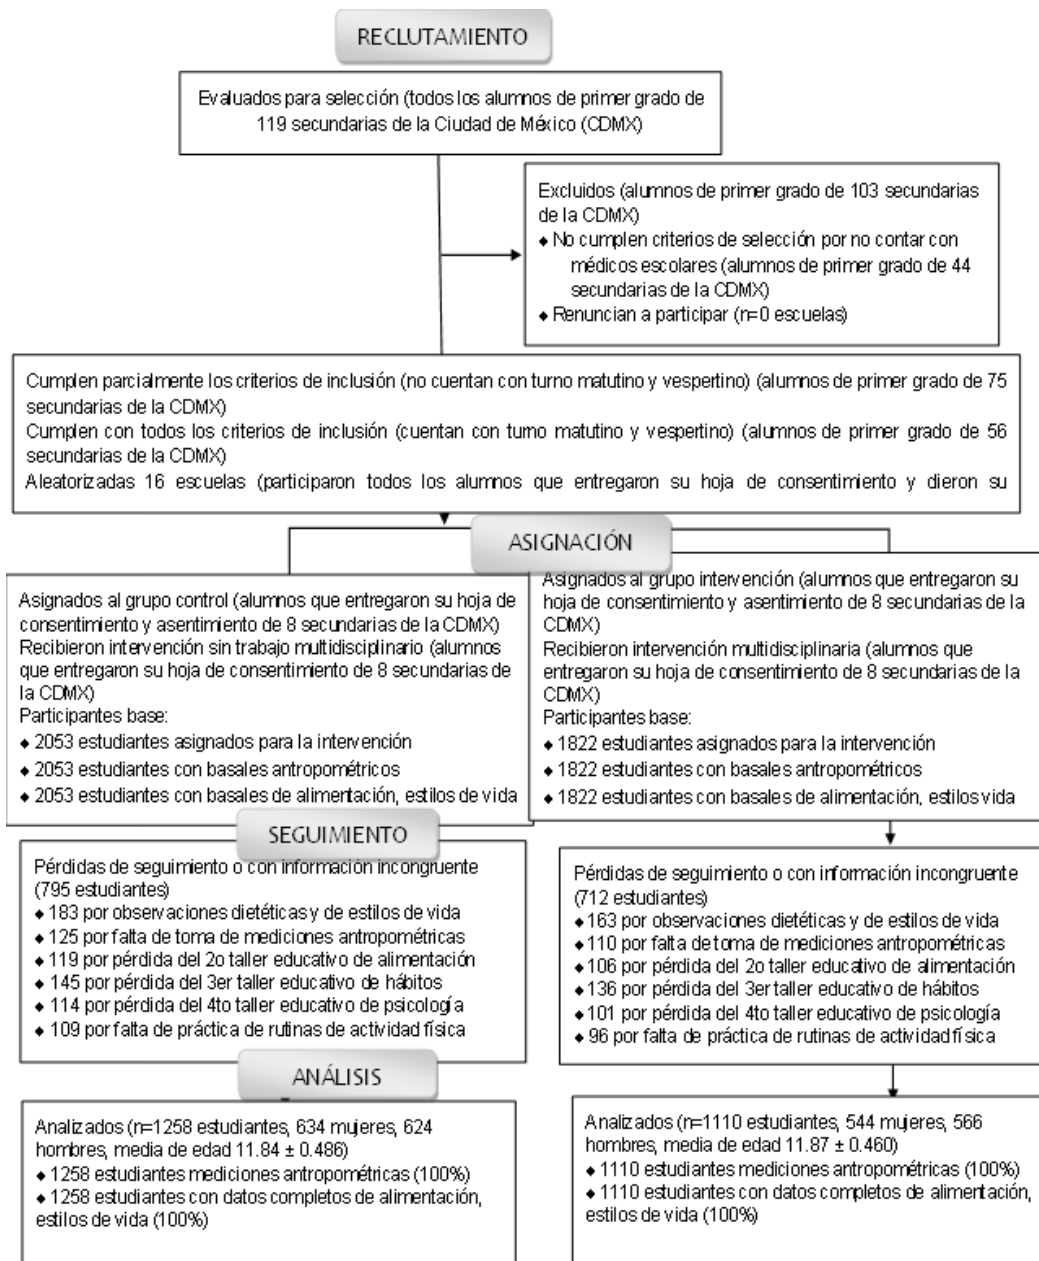 RECLUTAMIENTO
Evaluados para selección (todos los alumnos de primer grado de
119 secundarias de la Ciudad de México (CDMX)
Excluidos (alumnos de primer grado de 103 secundarias
de la CDMX)
♦ No cumplen criterios de selección por no contar con
médicos escolares (alumnos de primer grado de 44
secundarias de la CDMX)
♦ Renuncian a participar (n=0 escuelas)
Cumplen parcialmente los criterios de inclusión (no cuentan con turno matutino y vespertino) (alumnos de primer grado de 75
secundarias de la CDMX)
Cumplen con todos los criterios de inclusión (cuentan con turno matutino y vespertino) (alumnos de primer grado de 56
secundarias de la CDMX)
Aleatorizadas 16 escuelas (participaron todos los alumnos que entregaron su hoja de consentimiento y dieron su
ASIGNACIÓN
Asignados al grupo control (alumnos que entregaron su hoja de
consentimiento y asentimiento de 8 secundarias de la CDMX)
Recibieron intervención sin trabajo multidisciplinario (alumnos
que entregaron su hoja de consentimiento de 8 secundarias de
la CDMX)
Participantes base:
♦ 2053 estudiantes asignados para la intervención
♦ 2053 estudiantes con basales antropométricos
♦ 2053 estudiantes con basales de alimentación, estilos de vida
Asignados al grupo intervención (alumnos que entregaron su
hoja de consentimiento y asentimiento de 8 secundarias de la
CDMX)
Recibieron intervención multidisciplinaria (alumnos que
entregaron su hoja de consentimiento de 8 secundarias de la
CDMX)
Participantes base:
♦ 1822 estudiantes asignados para la intervención
♦ 1822 estudiantes con basales antropométricos
♦ 1822 estudiantes con basales de alimentación, estilos vida
SEGUIMIENTO
Pérdidas de seguimiento o con información incongruente
(795 estudiantes)
♦ 183 por observaciones dietéticas y de estilos de vida
♦ 125 por falta de toma de mediciones antropométricas
♦ 119 por pérdida del 2o taller educativo de alimentación
♦ 145 por pérdida del 3er taller educativo de hábitos
♦ 114 por pérdida del 4to taller educativo de psicología
♦ 109 por falta de práctica de rutinas de actividad física
Pérdidas de seguimiento o con información incongruente
(712 estudiantes)
♦ 163 por observaciones dietéticas y de estilos de vida
♦ 110 por falta de toma de mediciones antropométricas
♦ 106 por pérdida del 2o taller educativo de alimentación
♦ 136 por pérdida del 3er taller educativo de hábitos
♦ 101 por pérdida del 4to taller educativo de psicología
♦ 96 por falta de práctica de rutinas de actividad física
ANÁLISIS
Analizados (n=1258 estudiantes, 634 mujeres, 624
hombres, media de edad 11.84 ± 0.486)
♦ 1258 estudiantes mediciones antropométricas (100%)
♦ 1258 estudiantes con datos completos de alimentación,
estilos de vida (100%)
Analizados (n=1110 estudiantes, 544 mujeres, 566
hombres, media de edad 11.87 ± 0.460)
♦ 1110 estudiantes mediciones antropométricas (100%)
♦ 1110 estudiantes con datos completos de alimentación,
estilos de vida (100%)